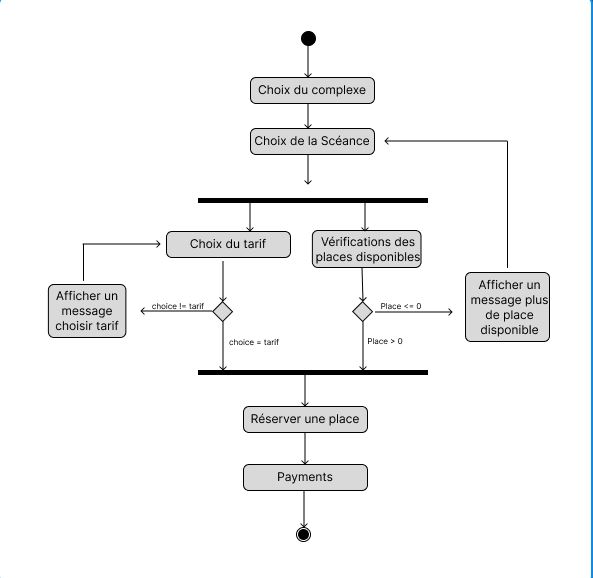 Choix du complexe
Choix de la Scéance
Choix du tarif
Vérifications des
places disponibles
Afficher un
message
choisir tarif
choice != tarif
Place <= 0
Afficher un
message plus
de place
disponible
choice = tarif
Place > 0
Réserver une place
Payments